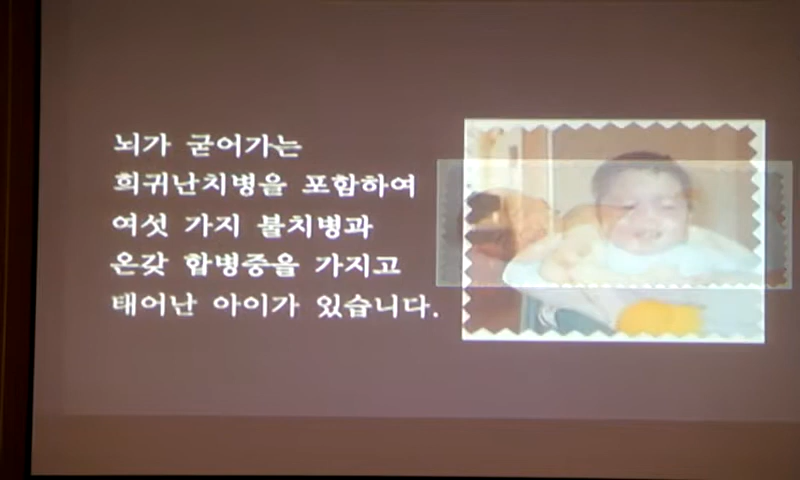 뇌가 굳어가는
희귀난치병을 포함하여
여섯 가지 불치병과
온갖 합병증을 가지고
태어난 아이가 있습니다.